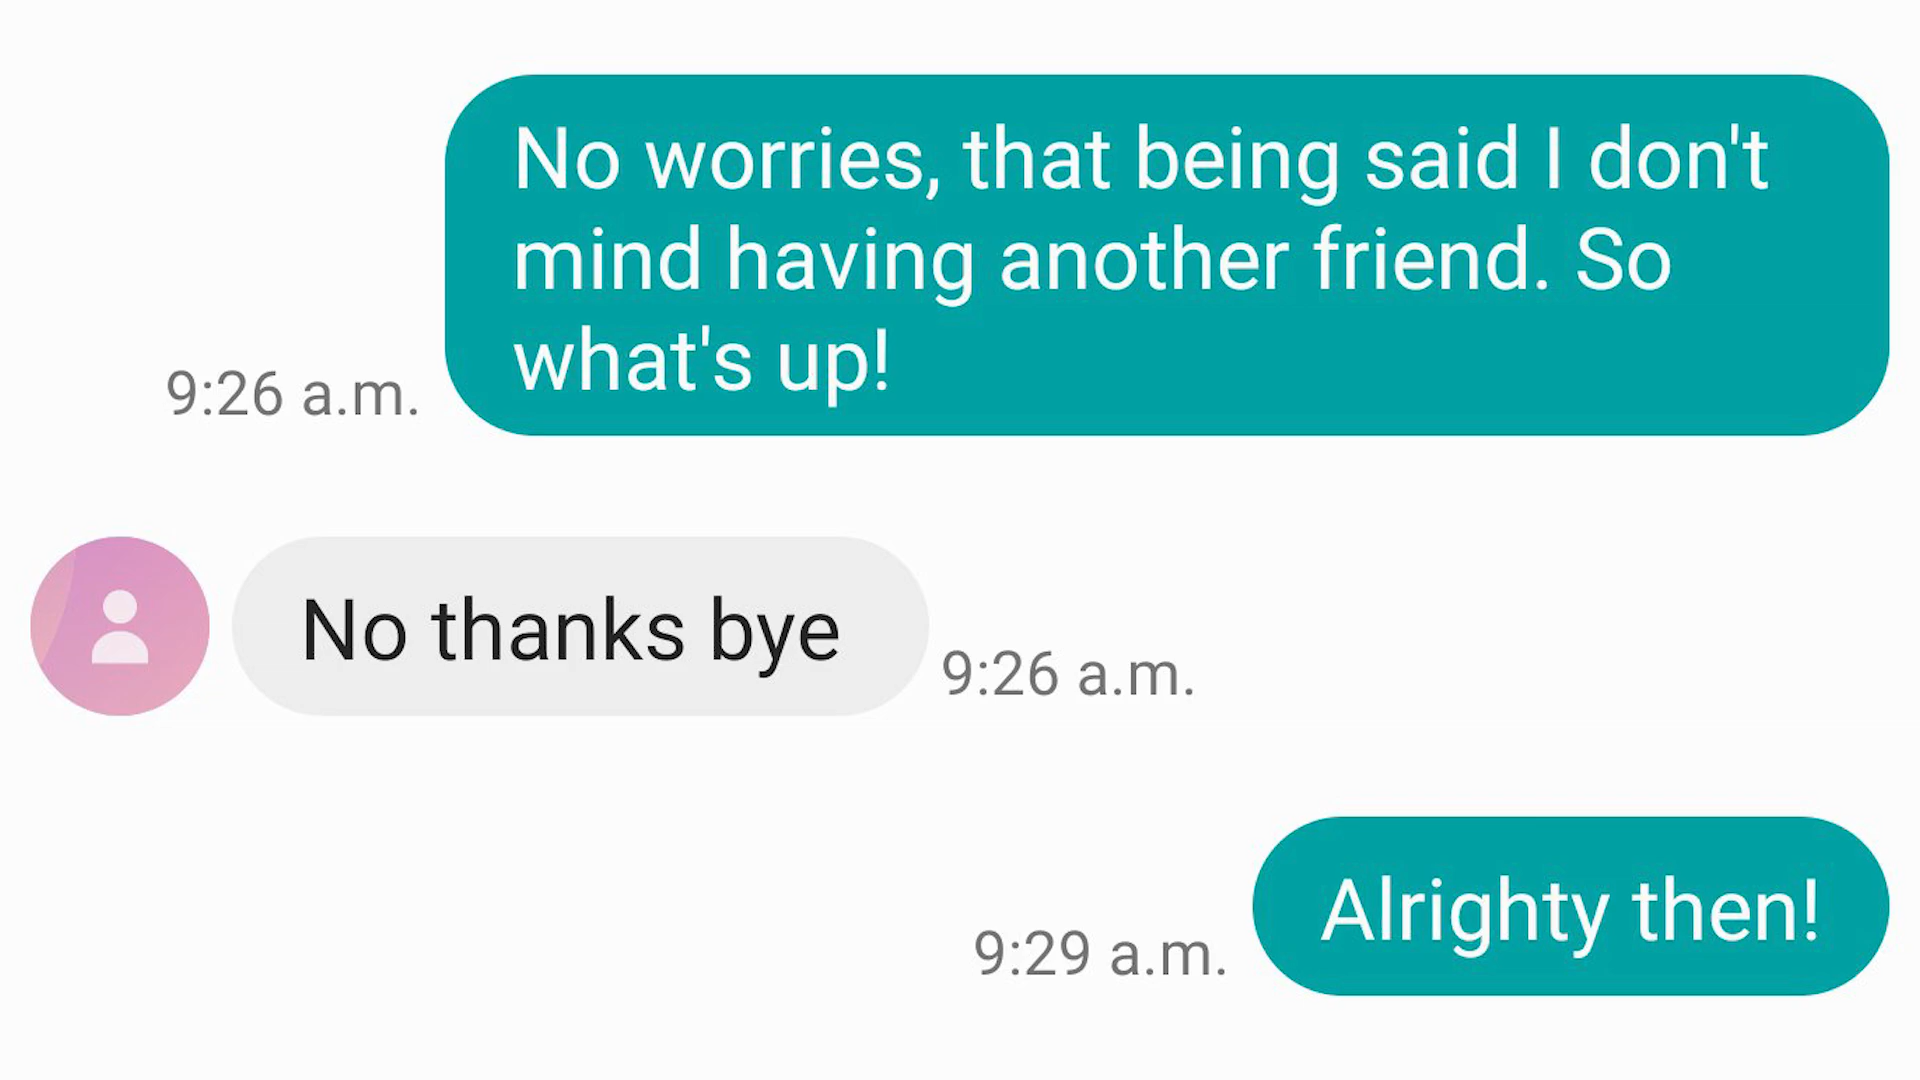 No worries, that being said I don't
mind having another friend. So
what's up!
9:26 a.m.
No thanks bye
9:26 a.m.
Alrighty then!
9:29 a.m.